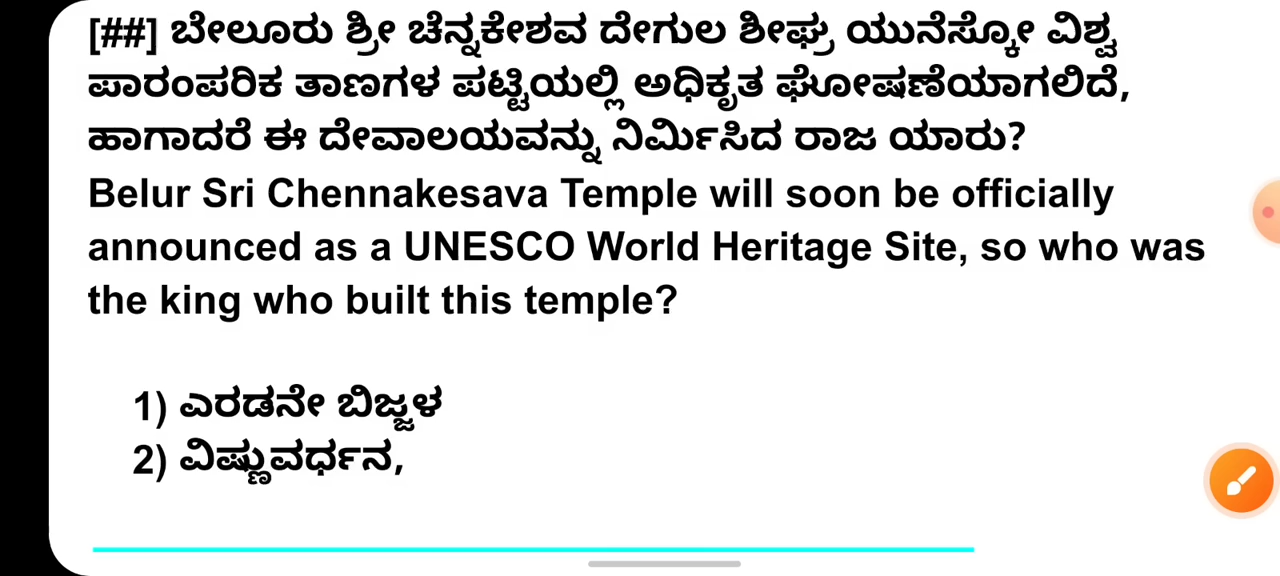 [##] ಬೇಲೂರು ಶ್ರೀ ಚೆನ್ನಕೇಶವ ದೇಗುಲ ಶೀಘ್ರ ಯುನೆಸ್ಕೋ ವಿಶ್ವ
ಪಾರಂಪರಿಕ ತಾಣಗಳ ಪಟ್ಟಿಯಲ್ಲಿ ಅಧಿಕೃತ ಘೋಷಣೆಯಾಗಲಿದೆ,
ಹಾಗಾದರೆ ಈ ದೇವಾಲಯವನ್ನು ನಿರ್ಮಿಸಿದ ರಾಜ ಯಾರು?
Belur Sri Chennakesava Temple will soon be officially
announced as a UNESCO World Heritage Site, so who was
the king who built this temple?
1) ಎರಡನೇ ಬಿಜ್ಜಳ
2) ವಿಷ್ಣುವರ್ಧನ,